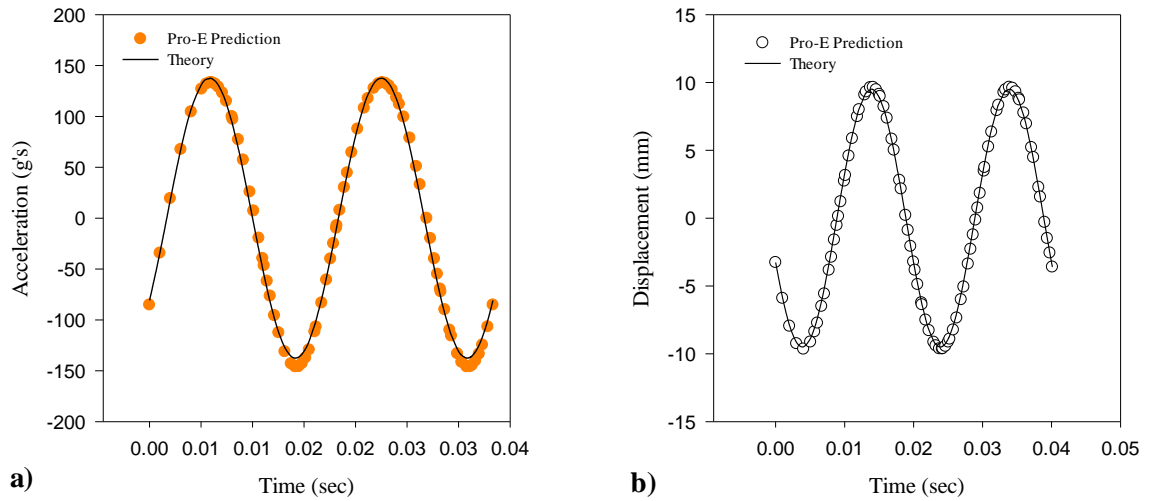 200
150
100
50
0
-50
-100
-150
-200
Acceleration (g's)
Pro-E Prediction
Theory
0.00 0.01 0.01 0.02 0.02 0.03 0.03 0.04
Time (sec)
a)
15
10
5
0
-5
-10
-15
Displacement (mm)
Pro-E Prediction
Theory
0.00 0.01 0.02 0.03 0.04 0.05
Time (sec)
b)